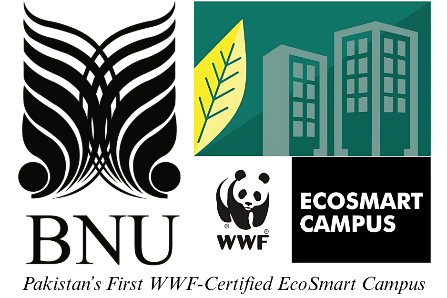 BNU
WWF
ECOSMART
CAMPUS
Pakistan's First WWF-Certified EcoSmart Campus